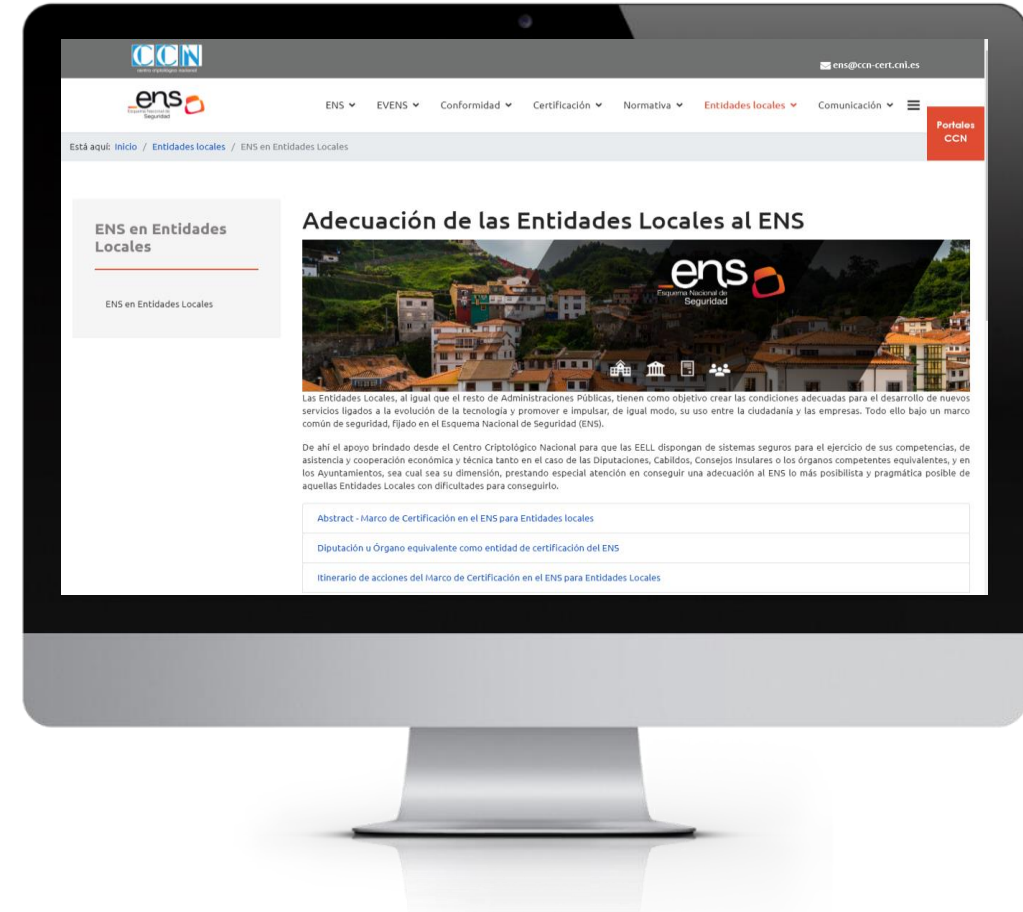 CCN
centro criptológico nacional
ens@ccn-cert.cni.es
ens
Esquema Nacional de
Seguridad
ENS
EVENS
Conformidad
Certificación
Normativa
Entidades locales
Comunicación
Portales
CCN
Está aquí: Inicio / Entidades locales / ENS en Entidades Locales
ENS en Entidades
Locales
ENS en Entidades Locales
Adecuación de las Entidades Locales al ENS
ens
Esquema Nacional de
Seguridad
Las Entidades Locales, al igual que el resto de Administraciones Públicas, tienen como objetivo crear las condiciones adecuadas para el desarrollo de nuevos
servicios ligados a la evolución de la tecnología y promover e impulsar, de igual modo, su uso entre la ciudadanía y las empresas. Todo ello bajo un marco
común de seguridad, fijado en el Esquema Nacional de Seguridad (ENS).
De ahí el apoyo brindado desde el Centro Criptológico Nacional para que las EELL dispongan de sistemas seguros para el ejercicio de sus competencias, de
asistencia y cooperación económica y técnica tanto en el caso de las Diputaciones, Cabildos, Consejos Insulares o los órganos competentes equivalentes, y en
los Ayuntamientos, sea cual sea su dimensión, prestando especial atención en conseguir una adecuación al ENS lo más posibilista y pragmática posible de
aquellas Entidades Locales con dificultades para conseguirlo.
Abstract - Marco de Certificación en el ENS para Entidades locales
Diputación u Órgano equivalente como entidad de certificación del ENS
Itinerario de acciones del Marco de Certificación en el ENS para Entidades Locales